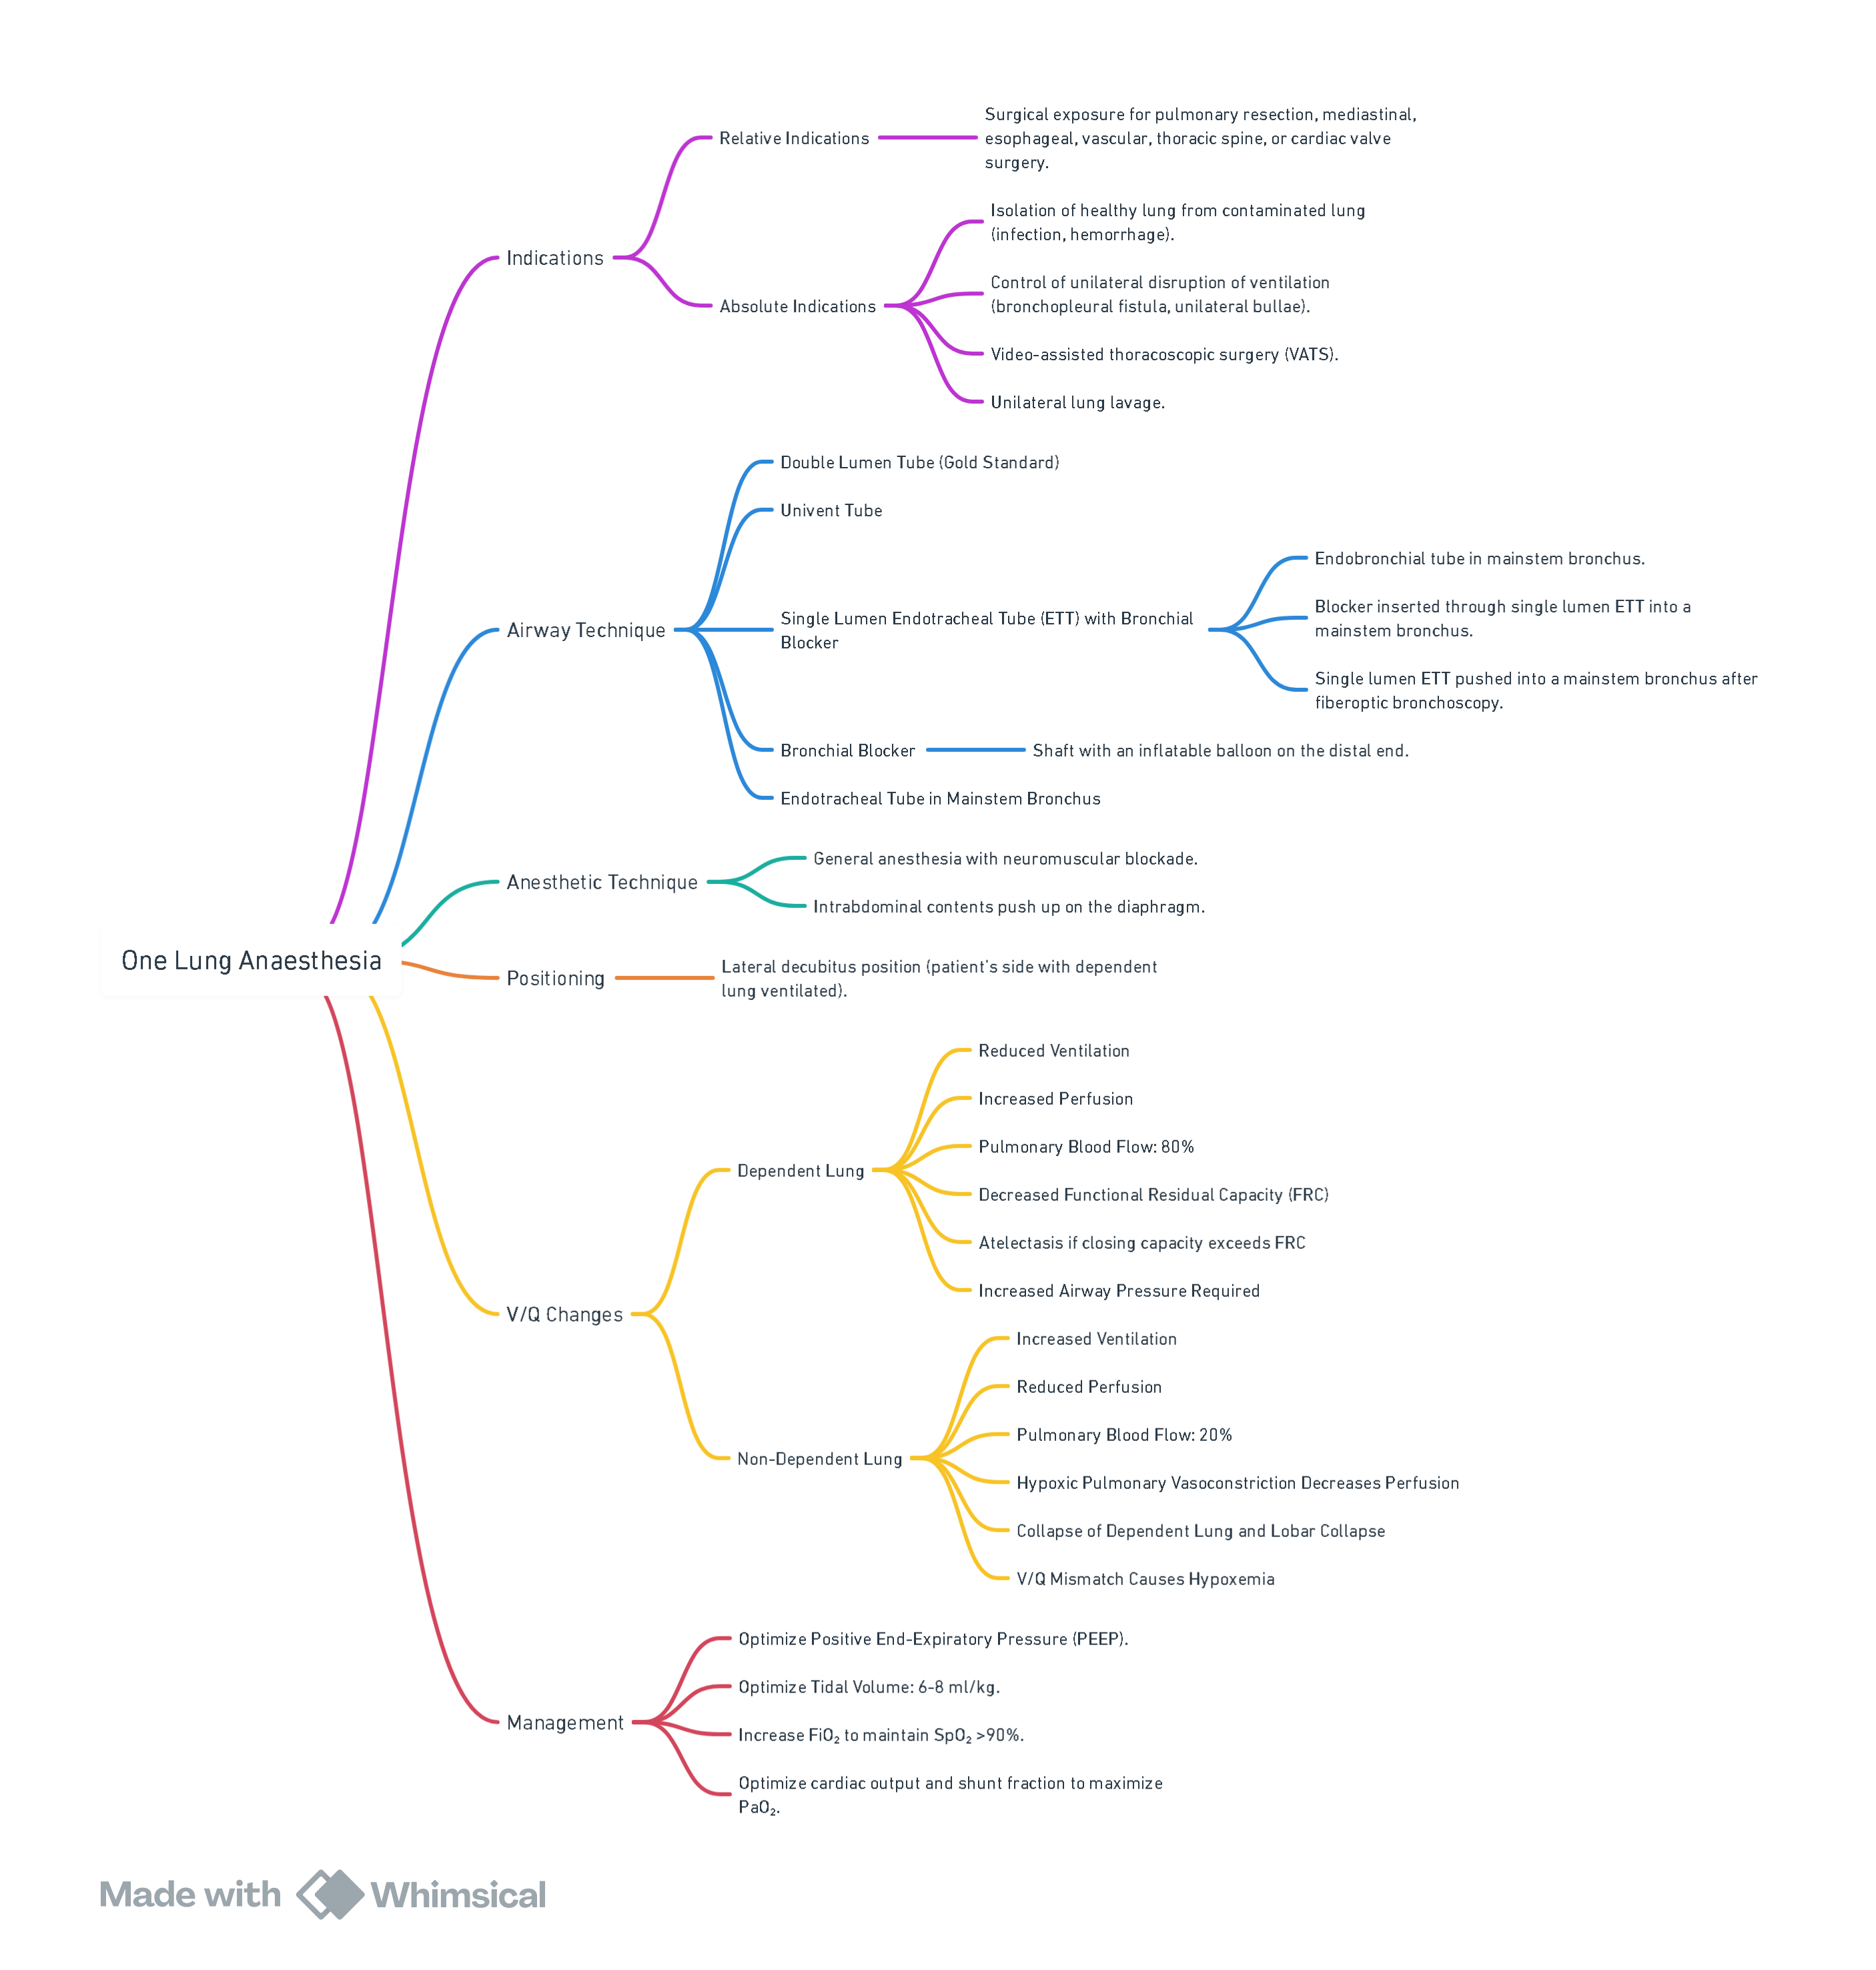 Surgical exposure for pulmonary resection, mediastinal,
Relative Indications
esophageal, vascular, thoracic spine, or cardiac valve
surgery.
Isolation of healthy lung from contaminated lung
(infection, hemorrhage).
Indications
Control of unilateral disruption of ventilation
Absolute Indications
(bronchopleural fistula, unilateral bullae).
Video-assisted thoracoscopic surgery (VATS).
Unilateral lung lavage.
Double Lumen Tube (Gold Standard)
Univent Tube
Endobronchial tube in mainstem bronchus.
Airway Technique
Single Lumen Endotracheal Tube (ETT) with Bronchial
Blocker
Blocker inserted through single lumen ETT into a
mainstem bronchus.
Single lumen ETT pushed into a mainstem bronchus after
fiberoptic bronchoscopy.
Bronchial Blocker
Shaft with an inflatable balloon on the distal end.
Endotracheal Tube in Mainstem Bronchus
General anesthesia with neuromuscular blockade.
Anesthetic Technique
Intrabdominal contents push up on the diaphragm.
One Lung Anaesthesia
Positioning
Lateral decubitus position (patient's side with dependent
lung ventilated).
Reduced Ventilation
Increased Perfusion
Pulmonary Blood Flow: 80%
Dependent Lung
Decreased Functional Residual Capacity (FRC)
Atelectasis if closing capacity exceeds FRC
Increased Airway Pressure Required
V/Q Changes
Increased Ventilation
Reduced Perfusion
Pulmonary Blood Flow: 20%
Non-Dependent Lung
Hypoxic Pulmonary Vasoconstriction Decreases Perfusion
Collapse of Dependent Lung and Lobar Collapse
V/Q Mismatch Causes Hypoxemia
Optimize Positive End-Expiratory Pressure (PEEP).
Optimize Tidal Volume: 6-8 ml/kg.
Management
Increase FiO₂ to maintain SpO₂ >90%.
Optimize cardiac output and shunt fraction to maximize
PaO₂.
Made with Whimsical